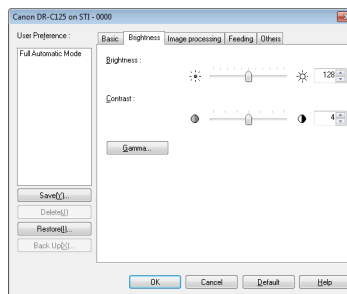 Canon DR-C125 on STI - 0000
User Preference :
Full Automatic Mode
Save(Y)...
Delete(J)
Restore(I)...
Back Up(K)...
Basic
Brightness
Image processing
Feeding
Others
Brightness :
128
Contrast :
4
Gamma...
OK
Cancel
Default
Help